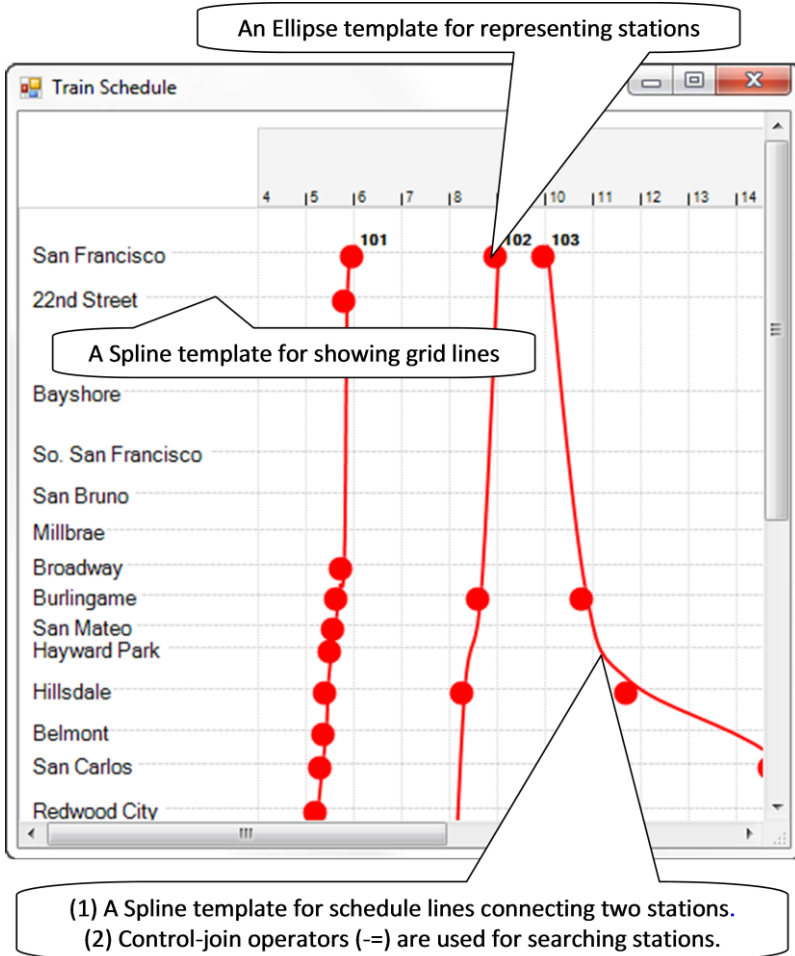 An Ellipse template for representing stations
Train Schedule
4 5 6 7 8 10 11 12 13 14
101 102 103
San Francisco
22nd Street
A Spline template for showing grid lines
Bayshore
So. San Francisco
San Bruno
Millbrae
Broadway
Burlingame
San Mateo
Hayward Park
Hillsdale
Belmont
San Carlos
Redwood City
(1) A Spline template for schedule lines connecting two stations.
(2) Control-join operators (-=) are used for searching stations.